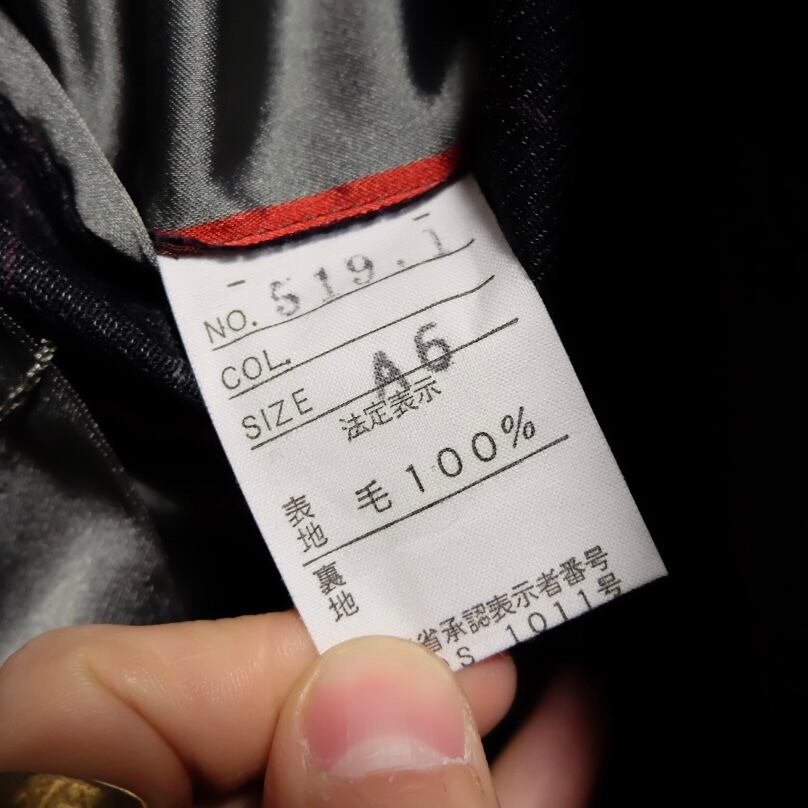 NO. 519.1
COL.
SIZE A6
法定表示
表地 毛100%
裏地
省承認表示者番号
S 1011号